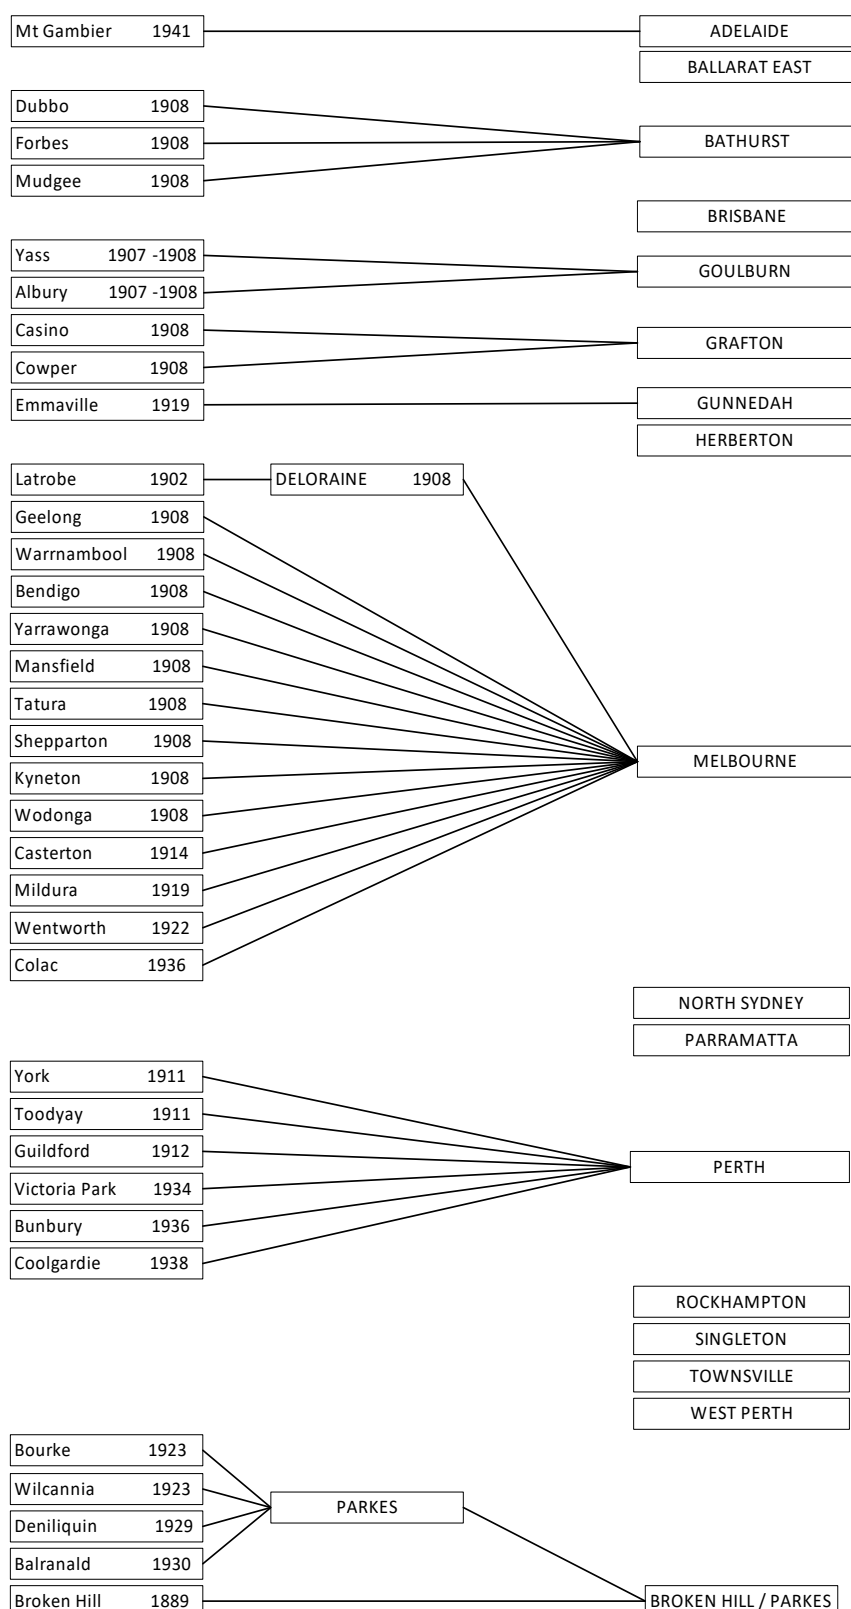 Mt Gambier 1941 ADELAIDE
BALLARAT EAST
Dubbo 1908
Forbes 1908 BATHURST
Mudgee 1908
BRISBANE
Yass 1907 -1908
GOULBURN
Albury 1907 -1908
Casino 1908
GRAFTON
Cowper 1908
Emmaville 1919 GUNNEDAH
HERBERTON
Latrobe 1902 DELORAINE 1908
Geelong 1908
Warrnambool 1908
Bendigo 1908
Yarrawonga 1908
Mansfield 1908
Tatura 1908
Shepparton 1908
MELBOURNE
Kyneton 1908
Wodonga 1908
Casterton 1914
Mildura 1919
Wentworth 1922
Colac 1936
NORTH SYDNEY
PARRAMATTA
York 1911
Toodyay 1911
Guildford 1912
PERTH
Victoria Park 1934
Bunbury 1936
Coolgardie 1938
ROCKHAMPTON
SINGLETON
TOWNSVILLE
WEST PERTH
Bourke 1923
Wilcannia 1923
PARKES
Deniliquin 1929
Balranald 1930
Broken Hill 1889 BROKEN HILL / PARKES